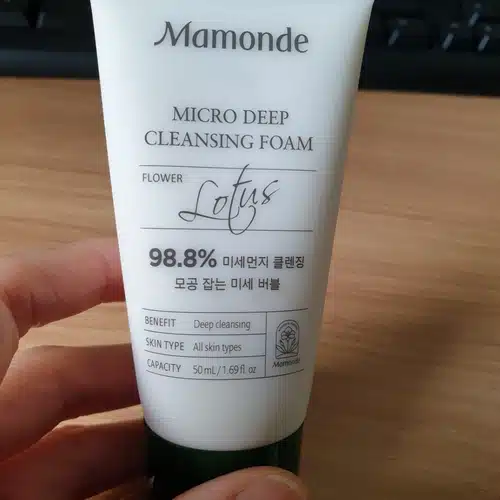 Mamonde
MICRO DEEP
CLEANSING FOAM
FLOWER Lotus
98.8% 미세먼지 클렌징
모공 잡는 미세 버블
BENEFIT Deep cleansing
SKIN TYPE All skin types
CAPACITY 50 mL / 1.69 fl. oz
Mamonde